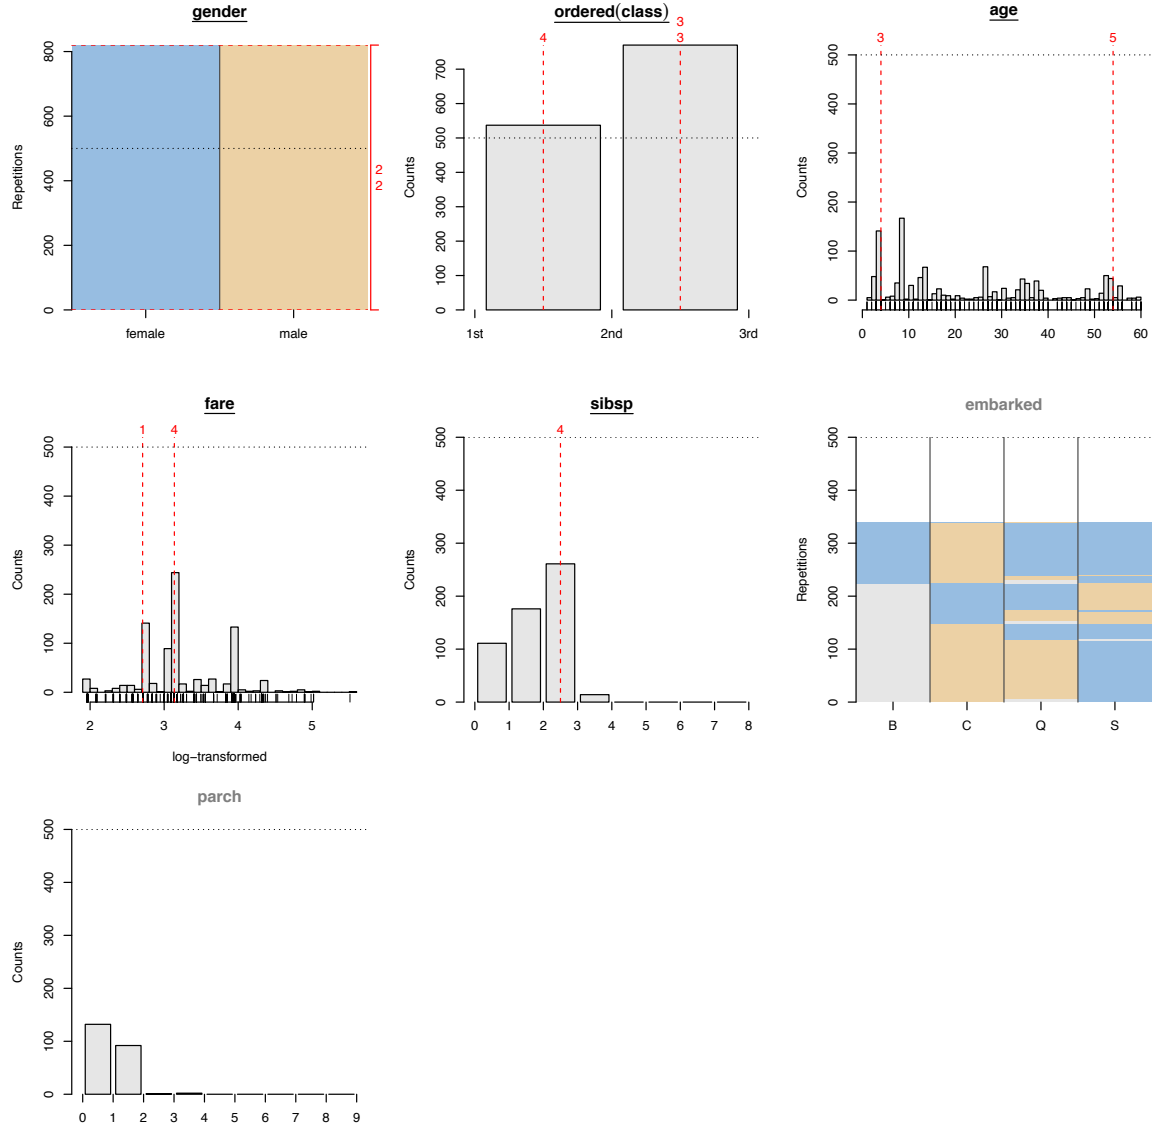 gender
Repetitions
0 200 400 600 800
female male
2
2
ordered(class)
3
4 3
Counts
0 100 200 300 400 500 600 700
1st 2nd 3rd
age
3 5
Counts
0 100 200 300 400 500
0 10 20 30 40 50 60
fare
1 4
Counts
0 100 200 300 400 500
2 3 4 5
log−transformed
sibsp
4
Counts
0 100 200 300 400 500
0 1 2 3 4 5 6 7 8
embarked
Repetitions
0 100 200 300 400 500
B C Q S
parch
Counts
0 100 200 300 400 500
0 1 2 3 4 5 6 7 8 9